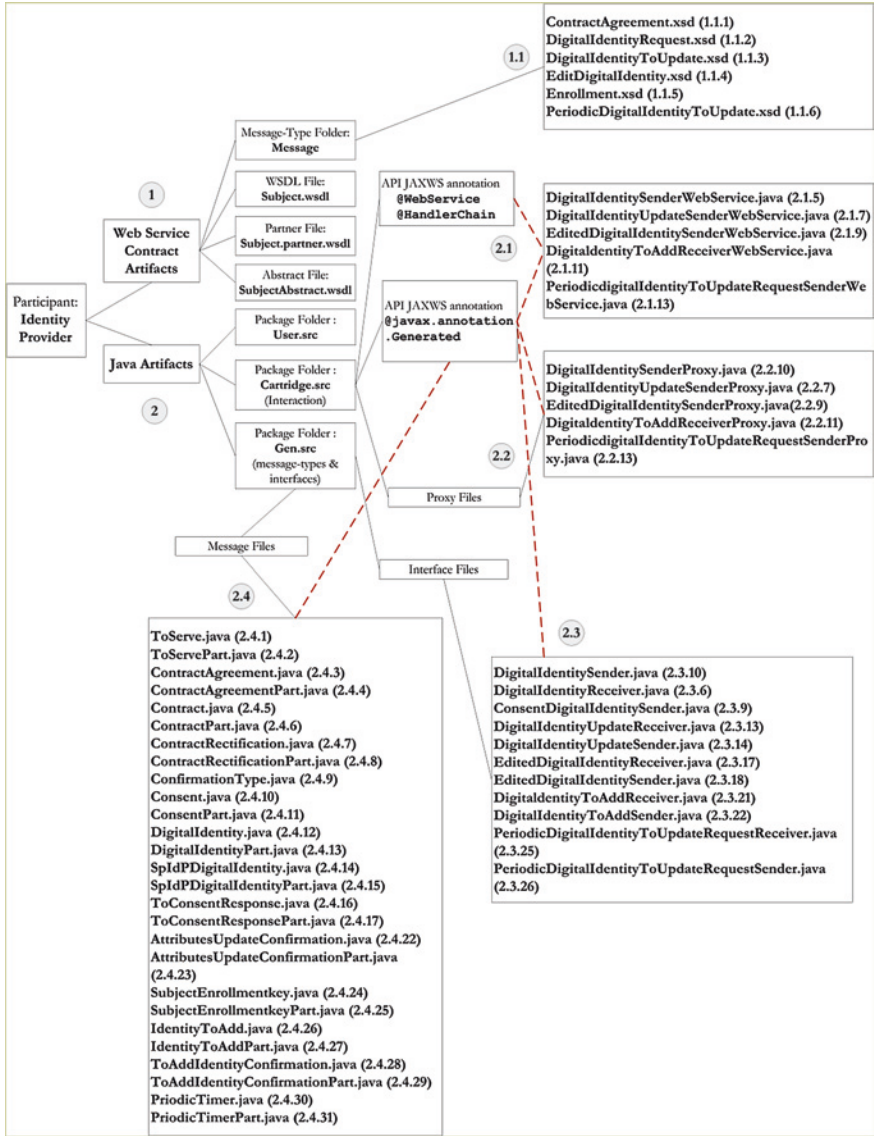 ContractAgreement.xsd (1.1.1)
DigitalIdentityRequest.xsd (1.1.2)
DigitalIdentityToUpdate.xsd (1.1.3)
EditDigitalIdentity.xsd (1.1.4)
Enrollment.xsd (1.1.5)
PeriodicDigitalIdentityToUpdate.xsd (1.1.6)
1.1
Message-Type Folder:
Message
1
WSDL File:
Subject.wsdl
API JAXWS annotation
@WebService
@HandlerChain
Web Service
Contract
Artifacts
Partner File:
Subject.partner.wsdl
2.1
DigitalIdentitySenderWebService.java (2.1.5)
DigitalIdentityUpdateSenderWebService.java (2.1.7)
EditedDigitalIdentitySenderWebService.java (2.1.9)
DigitaldentityToAddReceiverWebService.java
(2.1.11)
PeriodicdigitalIdentityToUpdateRequestSenderWe
bService.java (2.1.13)
Abstract File:
SubjectAbstract.wsdl
Participant:
Identity
Provider
API JAXWS annotation
@javax.annotation
.Generated
Package Folder :
User.src
Java Artifacts
2
Package Folder :
Cartridge.src
(Interaction)
DigitalIdentitySenderProxy.java (2.2.10)
DigitalIdentityUpdateSenderProxy.java (2.2.7)
EditedDigitalIdentitySenderProxy.java(2.2.9)
DigitaldentityToAddReceiverProxy.java (2.2.11)
PeriodicdigitalIdentityToUpdateRequestSenderPro
xy.java (2.2.13)
Package Folder :
Gen.src
(message-types &
interfaces)
2.2
Proxy Files
Message Files
Interface Files
2.4
ToServe.java (2.4.1)
ToServePart.java (2.4.2)
ContractAgreement.java (2.4.3)
ContractAgreementPart.java (2.4.4)
Contract.java (2.4.5)
ContractPart.java (2.4.6)
ContractRectification.java (2.4.7)
ContractRectificationPart.java (2.4.8)
ConfirmationType.java (2.4.9)
Consent.java (2.4.10)
ConsentPart.java (2.4.11)
DigitalIdentity.java (2.4.12)
DigitalIdentityPart.java (2.4.13)
SpIdPDigitalIdentity.java (2.4.14)
SpIdPDigitalIdentityPart.java (2.4.15)
ToConsentResponse.java (2.4.16)
ToConsentResponsePart.java (2.4.17)
AttributesUpdateConfirmation.java (2.4.22)
AttributesUpdateConfirmationPart.java
(2.4.23)
SubjectEnrollmentkey.java (2.4.24)
SubjectEnrollmentkeyPart.java (2.4.25)
IdentityToAdd.java (2.4.26)
IdentityToAddPart.java (2.4.27)
ToAddIdentityConfirmation.java (2.4.28)
ToAddIdentityConfirmationPart.java (2.4.29)
PriodicTimer.java (2.4.30)
PriodicTimerPart.java (2.4.31)
2.3
DigitalIdentitySender.java (2.3.10)
DigitalIdentityReceiver.java (2.3.6)
ConsentDigitalIdentitySender.java (2.3.9)
DigitalIdentityUpdateReceiver.java (2.3.13)
DigitalIdentityUpdateSender.java (2.3.14)
EditedDigitalIdentityReceiver.java (2.3.17)
EditedDigitalIdentitySender.java (2.3.18)
DigitaldentityToAddReceiver.java (2.3.21)
DigitalIdentityToAddSender.java (2.3.22)
PeriodicDigitalIdentityToUpdateRequestReceiver.java
(2.3.25)
PeriodicDigitalIdentityToUpdateRequestSender.java
(2.3.26)